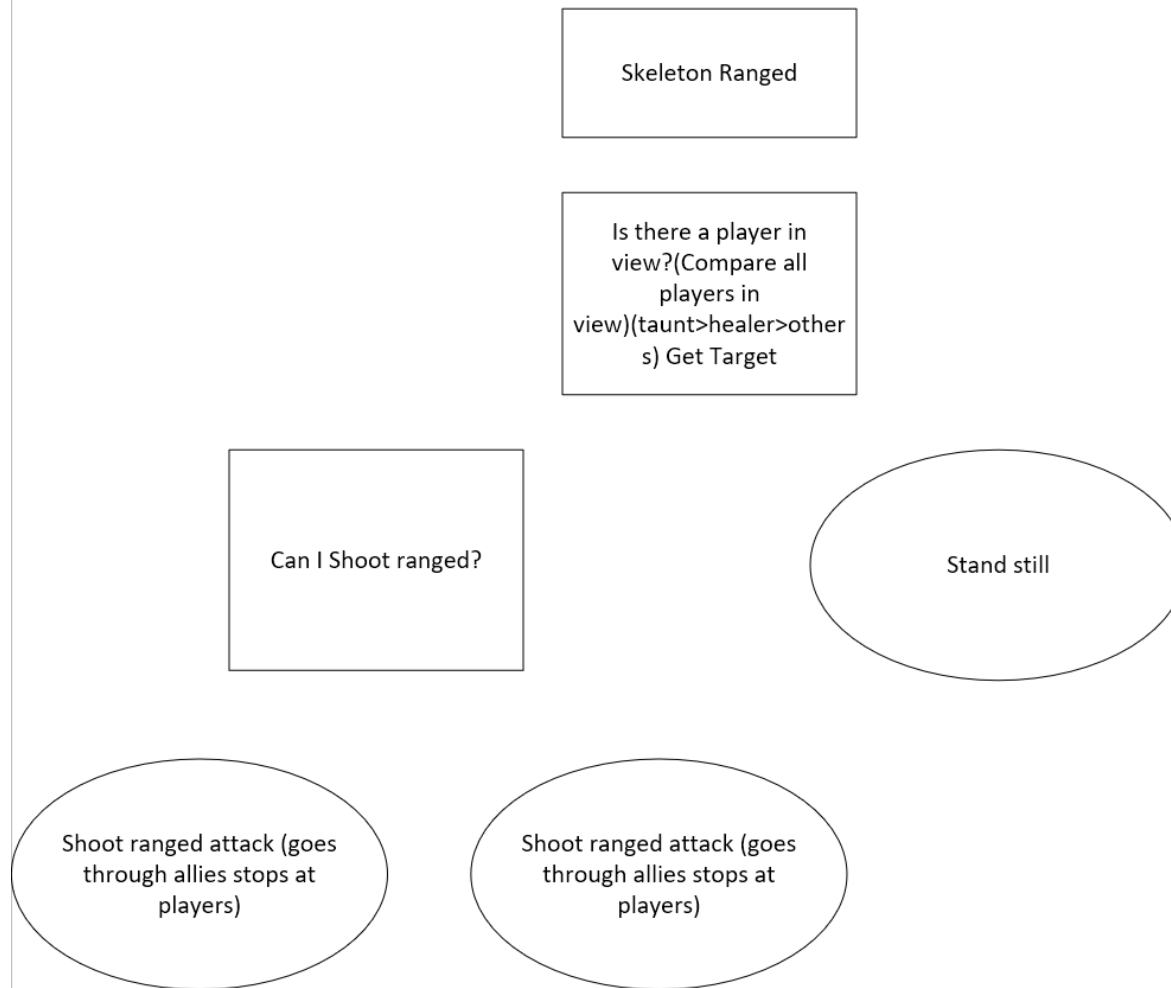 Skeleton Ranged
Is there a player in
view?(Compare all
players in
view)(taunt>healer>other
s) Get Target
Can I Shoot ranged?
Stand still
Shoot ranged attack (goes
through allies stops at
players)
Shoot ranged attack (goes
through allies stops at
players)